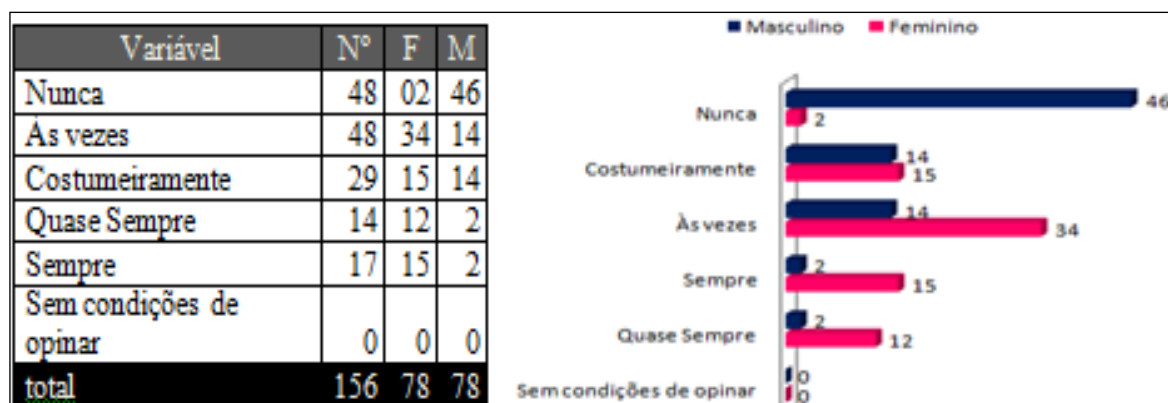 Variável Nº F M
Nunca 48 02 46
Às vezes 48 34 14
Costumeiramente 29 15 14
Quase Sempre 14 12 2
Sempre 17 15 2
Sem condições de
opinar 0 0 0
total 156 78 78
Masculino Feminino
Nunca 46
2
Costumeiramente 14
15
Às vezes 14
34
Sempre 2
15
Quase Sempre 2
12
Sem condições de opinar 0
0